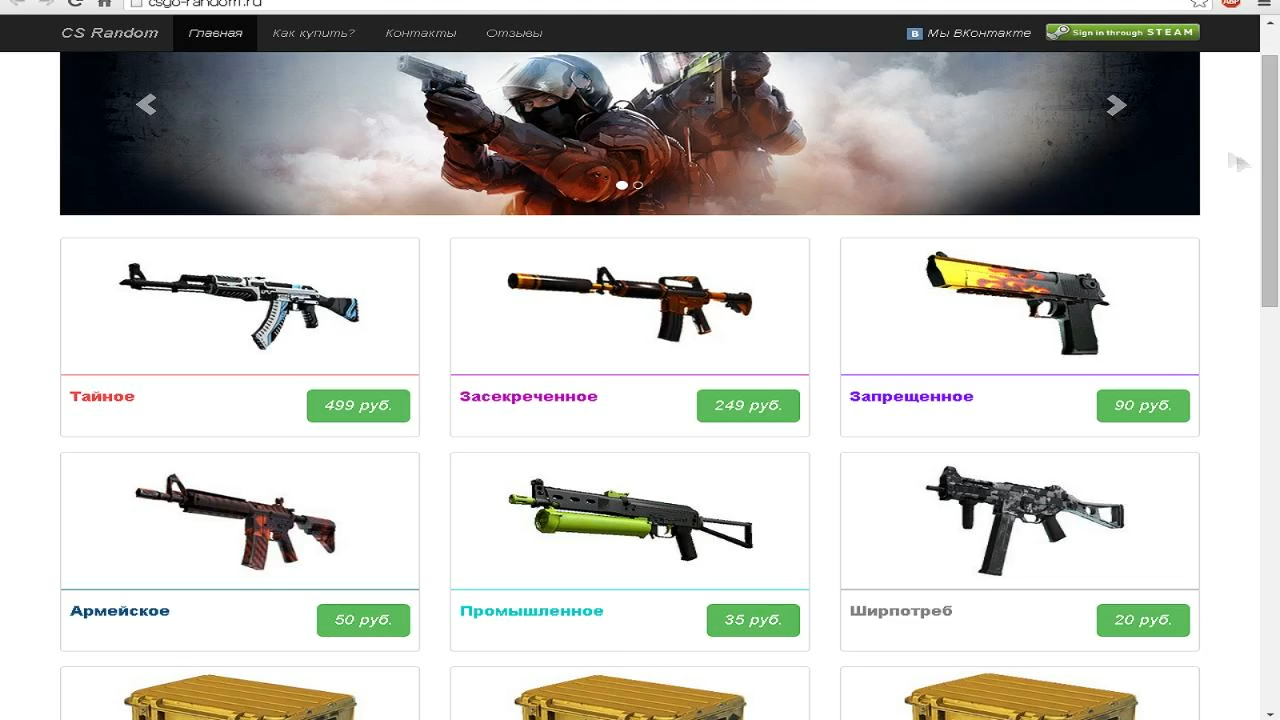 csgo-random.ru
ABP
CS Random Главная Как купить? Контакты Отзывы
B Мы ВКонтакте Sign in through STEAM
Тайное 499 руб.
Засекреченное 249 руб.
Запрещенное 90 руб.
Армейское 50 руб.
Промышленное 35 руб.
Ширпотреб 20 руб.